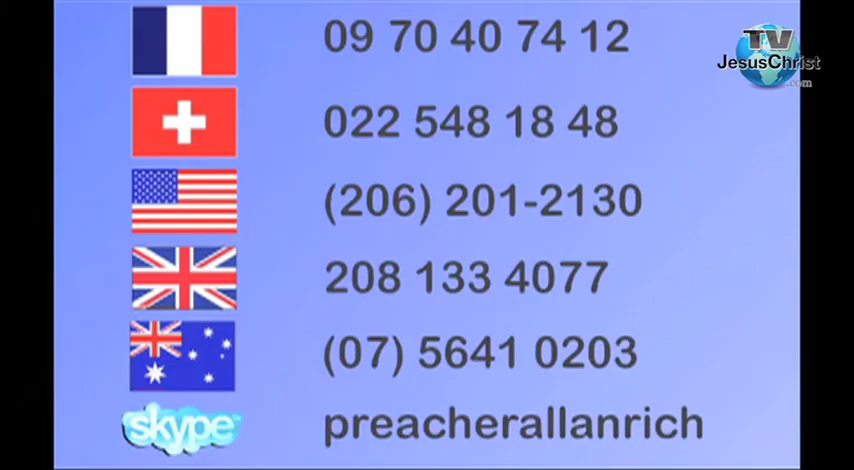 09 70 40 74 12
TV
JesusChrist
.com
022 548 18 48
(206) 201-2130
208 133 4077
(07) 5641 0203
skype™
preacherallanrich